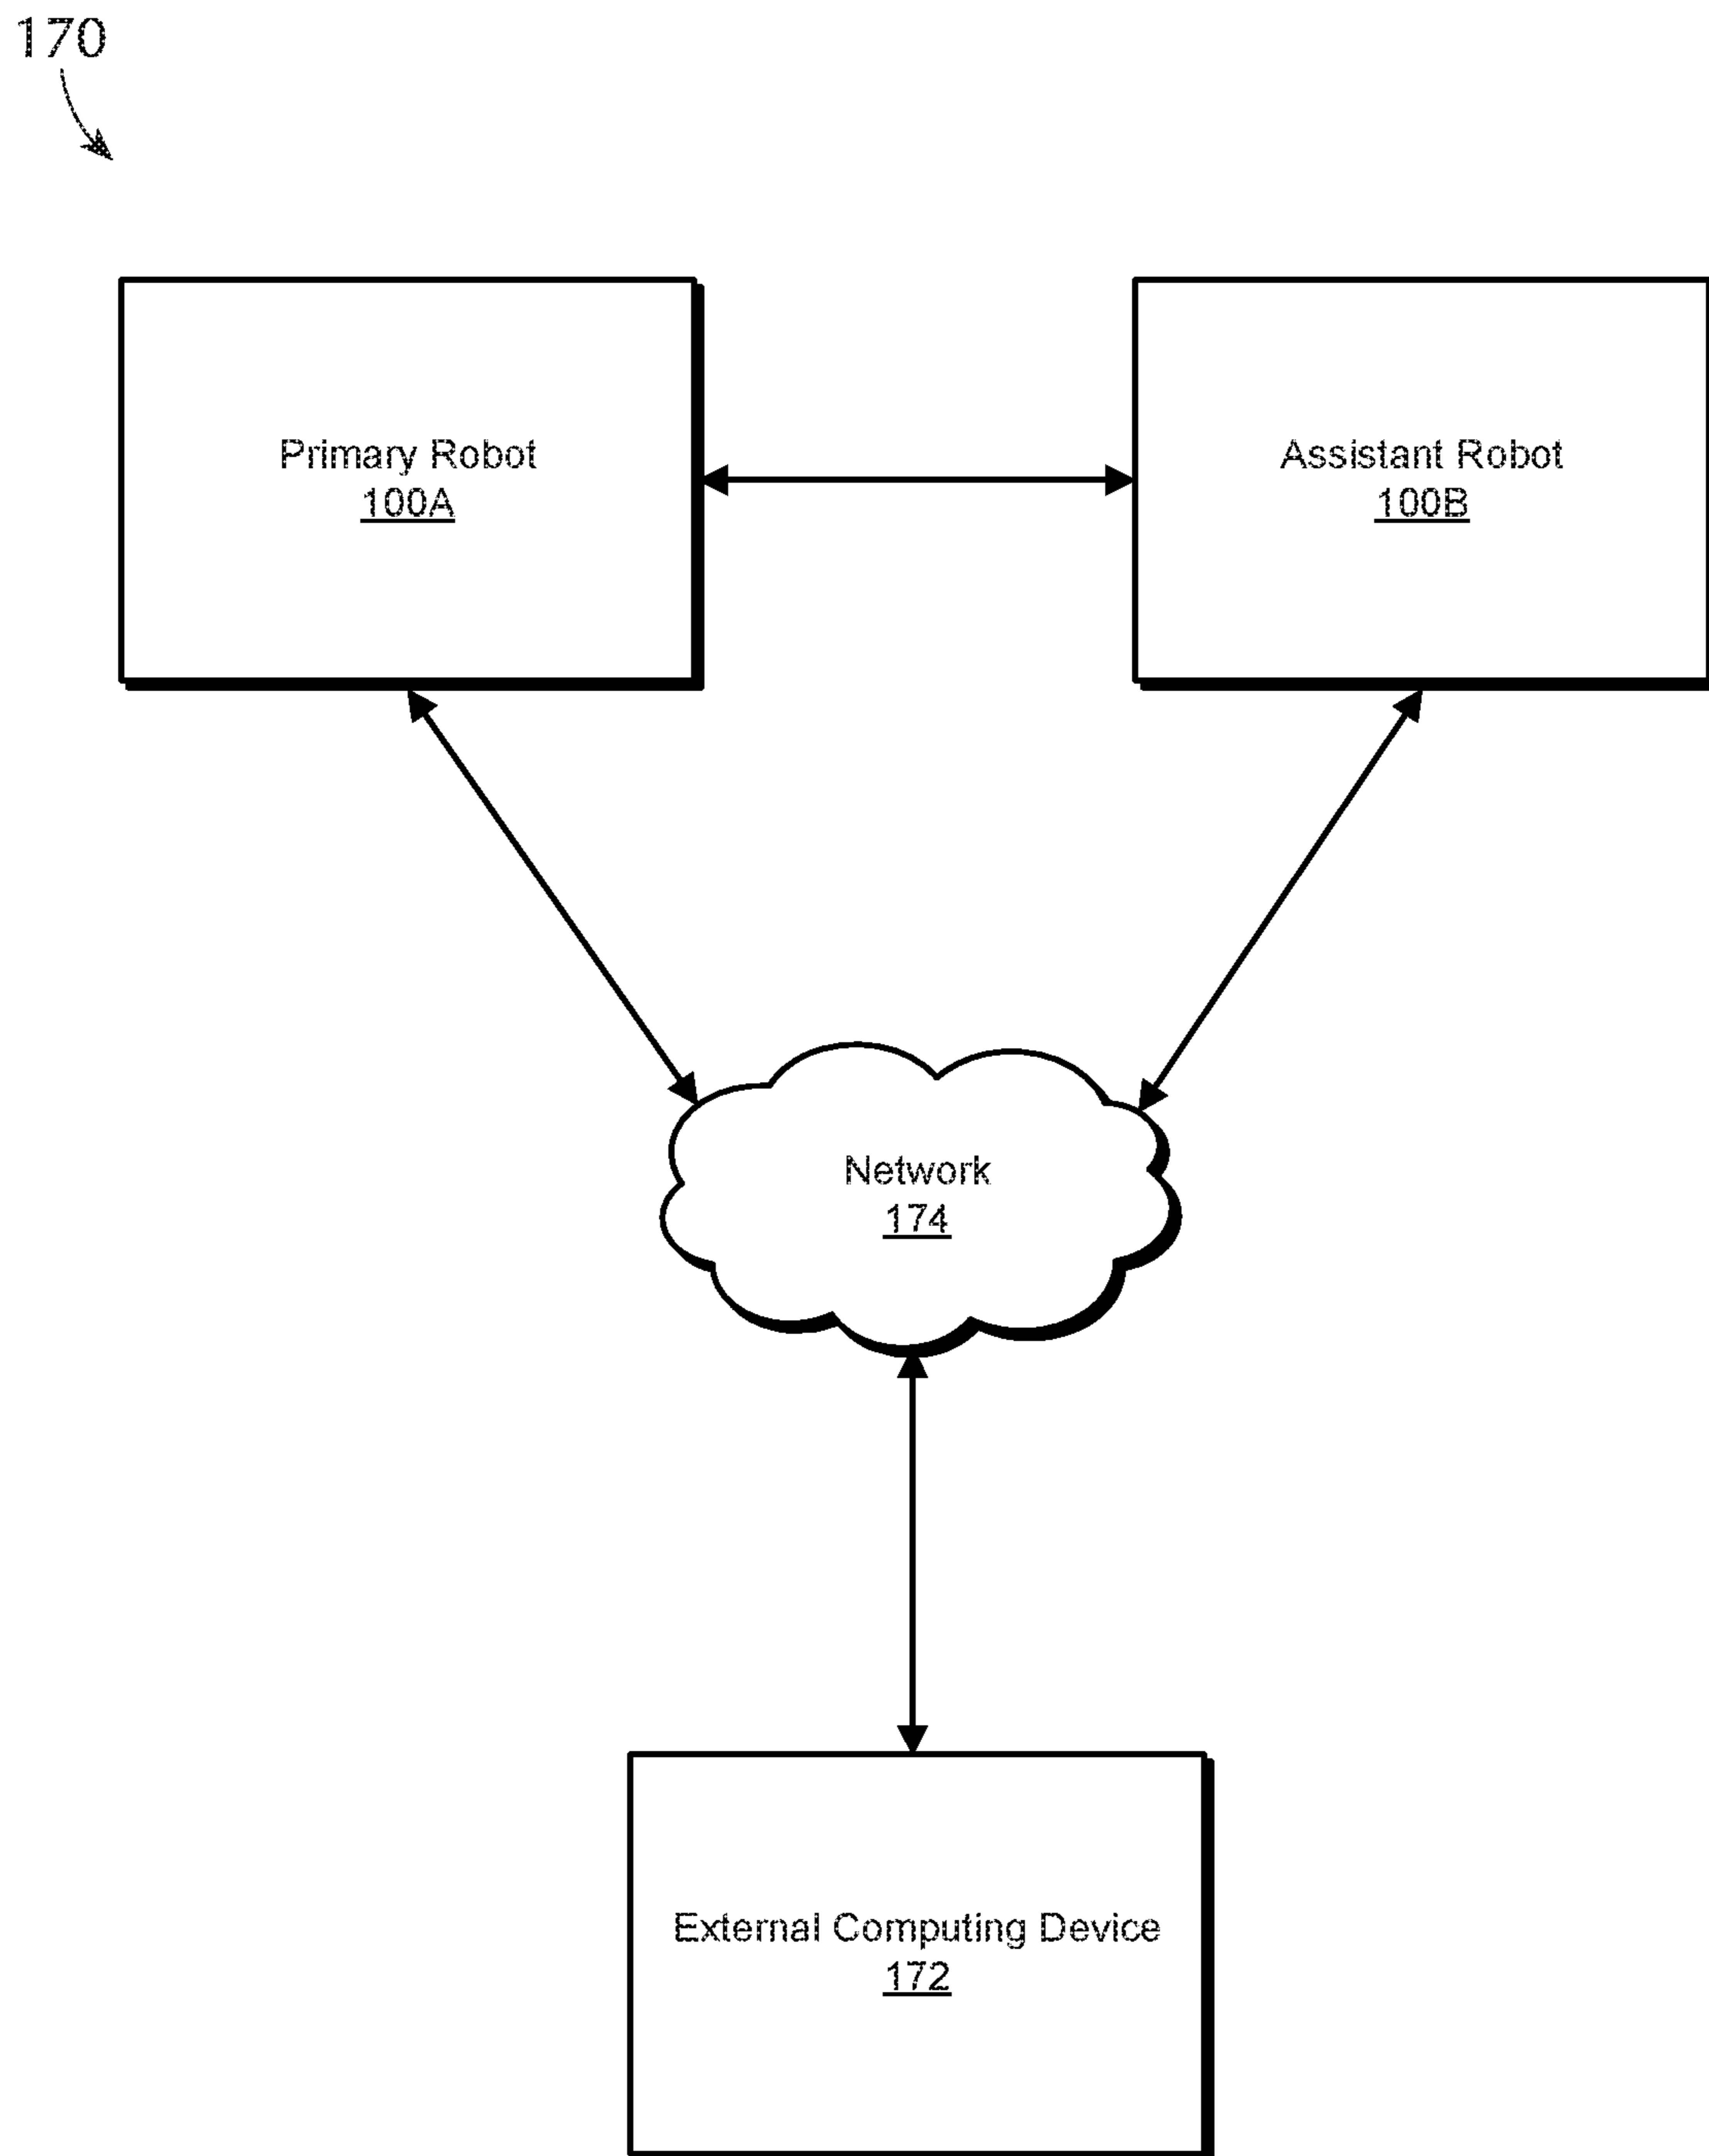 170
Primary Robot
100A
Assistant Robot
100B
Network
174
External Computing Device
172